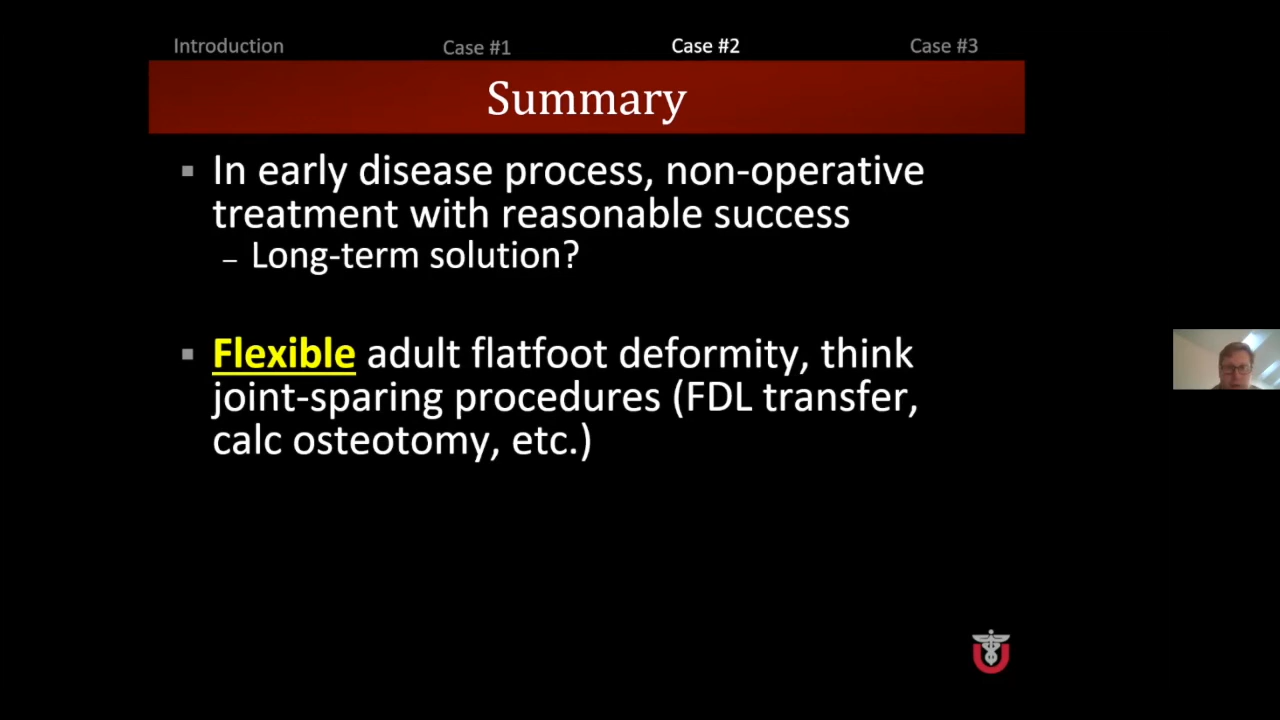 Introduction
Case #1
Case #2
Case #3
Summary
In early disease process, non-operative
treatment with reasonable success
– Long-term solution?
Flexible adult flatfoot deformity, think
joint-sparing procedures (FDL transfer,
calc osteotomy, etc.)